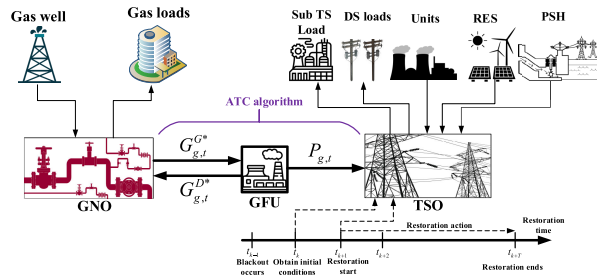 Gas well
Gas loads
Sub TS
Load
DS loads
Units
RES
PSH
ATC algorithm
G^{G*}_{g,t}
P_{g,t}
G^{D*}_{g,t}
GNO
GFU
TSO
Restoration action
Restoration
time
t_{k-1}
t_k
t_{k+1}
t_{k+2}
t_{k+T}
Blackout
occurs
Obtain initial
conditions
Restoration
start
Restoration ends